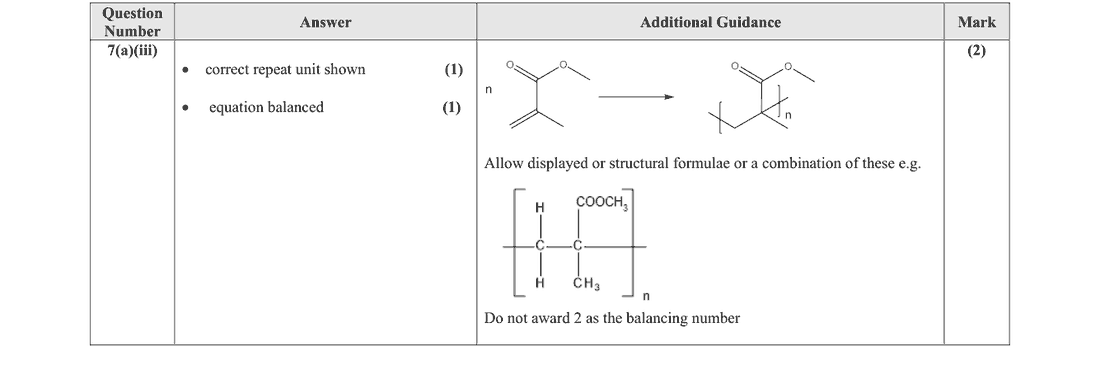 Question Number
Answer
Additional Guidance
Mark
7(a)(iii)
• correct repeat unit shown (1)
• equation balanced (1)
(2)
n
O
O
O
O
n
Allow displayed or structural formulae or a combination of these e.g.
H COOCH₃
C C
H CH₃
n
Do not award 2 as the balancing number